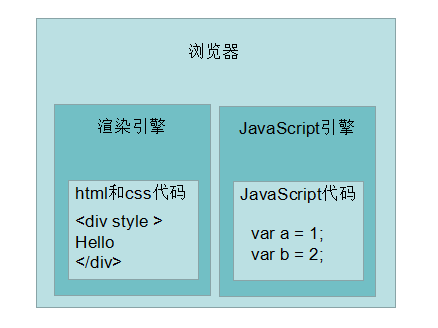 浏览器
渲染引擎
html和css代码
<div style >
Hello
</div>
JavaScript引擎
JavaScript代码
var a = 1;
var b = 2;